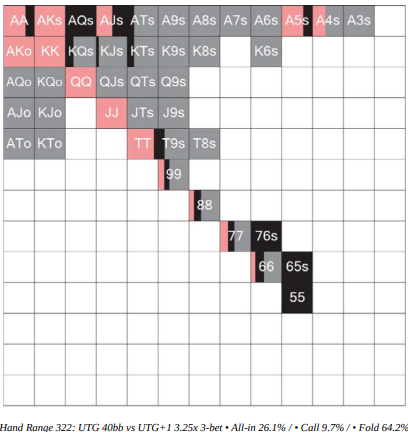 AA AKs AQs AJs ATs A9s A8s A7s A6s A5s A4s A3s
AKo KK KQs KJs KTs K9s K8s K6s
AQo KQo QQ QJs QTs Q9s
AJo KJo JJ JTs J9s
ATo KTo TT T9s T8s
99
88
77 76s
66 65s
55
Hand Range 322: UTG 40bb vs UTG+1 3.25x 3-bet • All-in 26.1% / • Call 9.7% / • Fold 64.2%